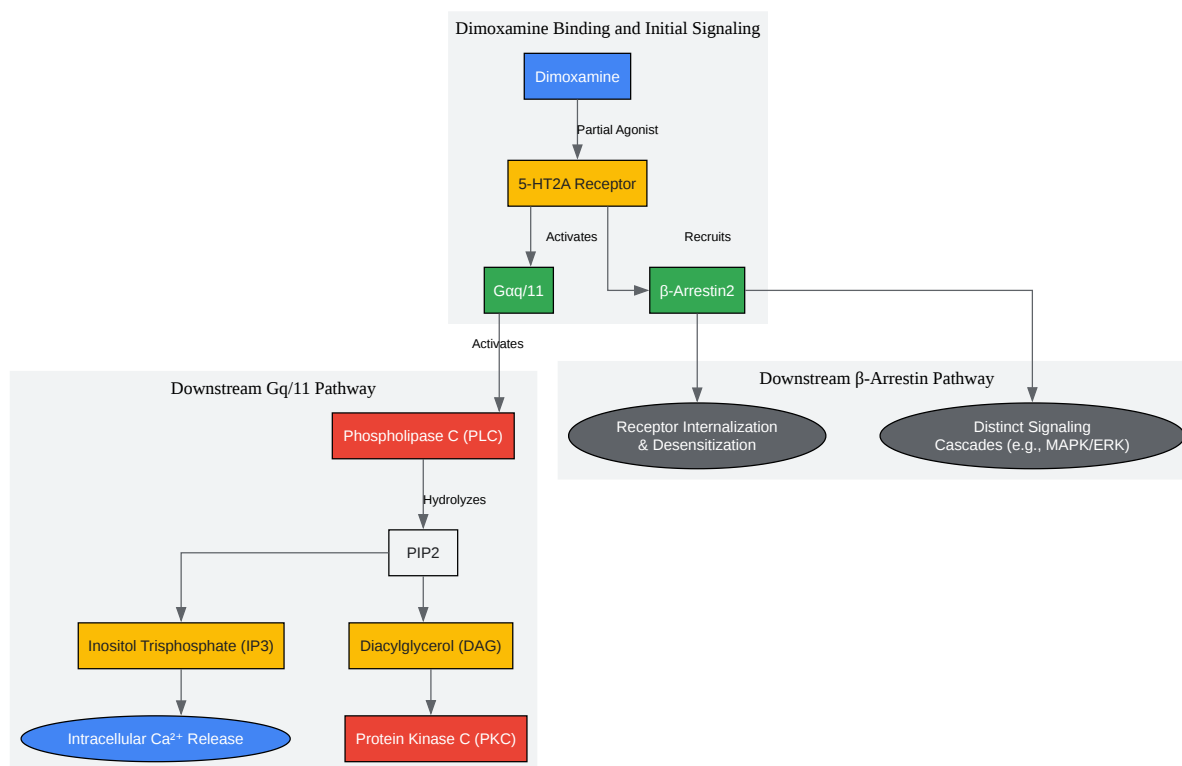 Dimoxamine Binding and Initial Signaling
Dimoxamine
Partial Agonist
5-HT2A Receptor
Activates
Recruits
Gαq/11
β-Arrestin2
Activates
Downstream Gq/11 Pathway
Downstream β-Arrestin Pathway
Phospholipase C (PLC)
Receptor Internalization
& Desensitization
Distinct Signaling
Cascades (e.g., MAPK/ERK)
Hydrolyzes
PIP2
Inositol Trisphosphate (IP3)
Diacylglycerol (DAG)
Intracellular Ca²⁺ Release
Protein Kinase C (PKC)